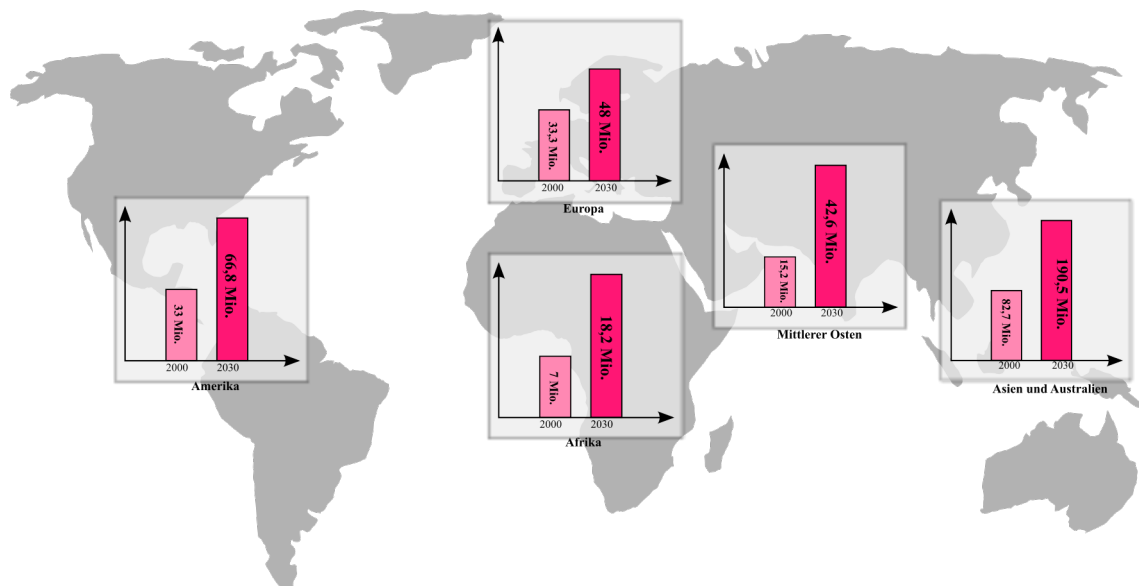 33,3 Mio.
48 Mio.
2000
2030
Europa
15,2 Mio.
42,6 Mio.
2000
2030
Mittlerer Osten
33 Mio.
66,8 Mio.
2000
2030
Amerika
82,7 Mio.
190,5 Mio.
2000
2030
Asien und Australien
7 Mio.
18,2 Mio.
2000
2030
Afrika